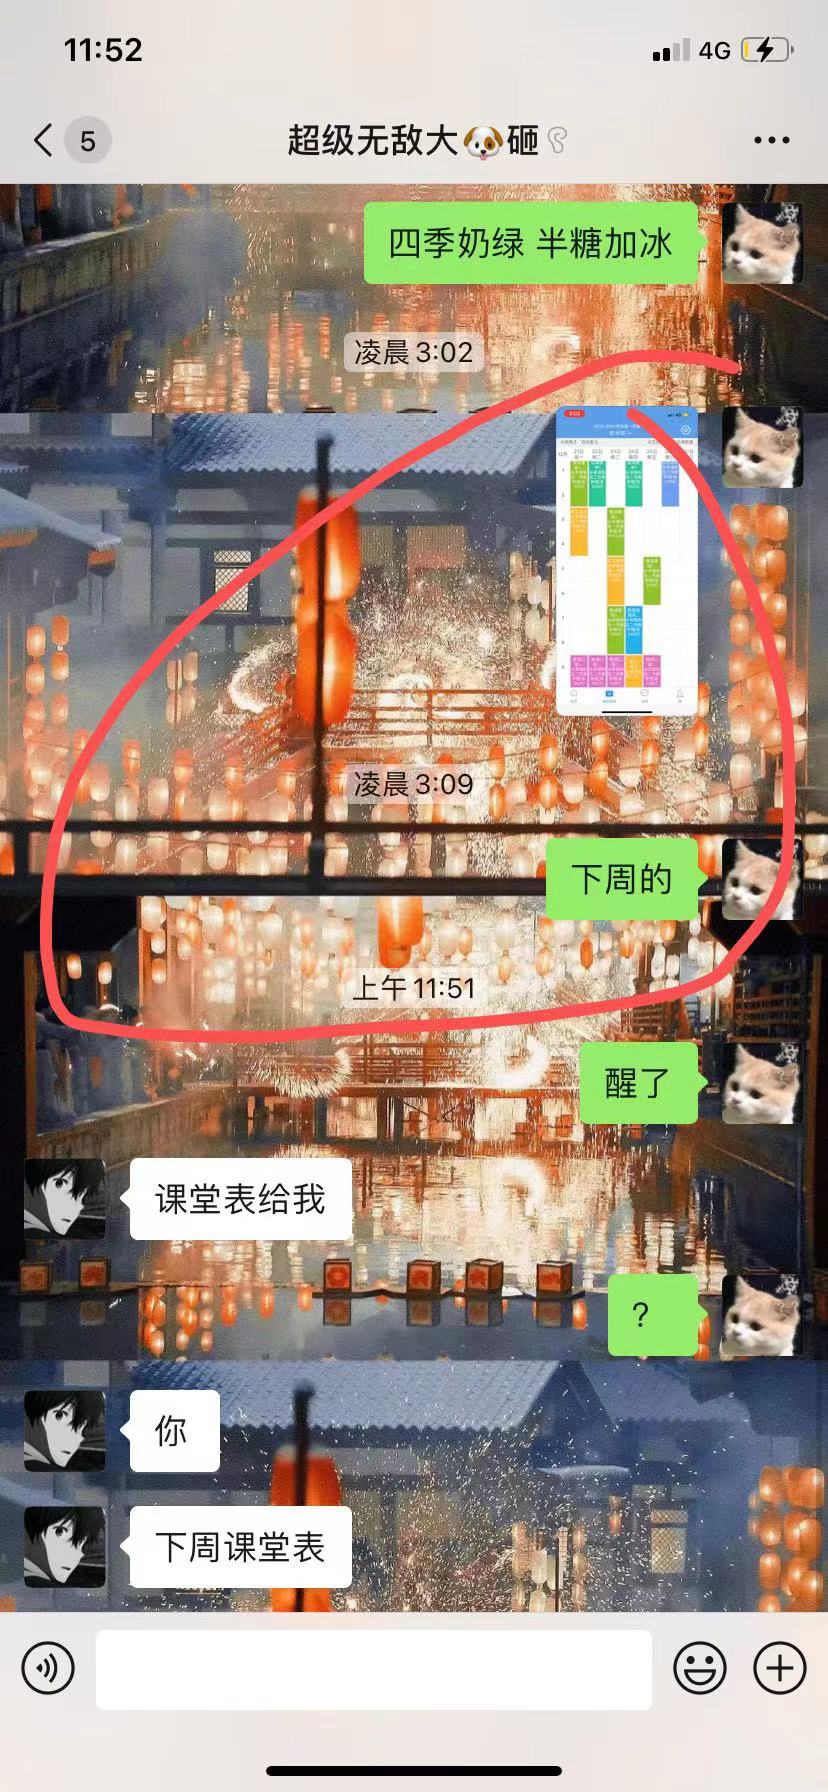 11:52
4G
5
超级无敌大🐶砸
四季奶绿 半糖加冰
凌晨 3:02
3:02
凌晨 3:09
下周的
上午 11:51
醒了
课堂表给我
?
你
下周课堂表